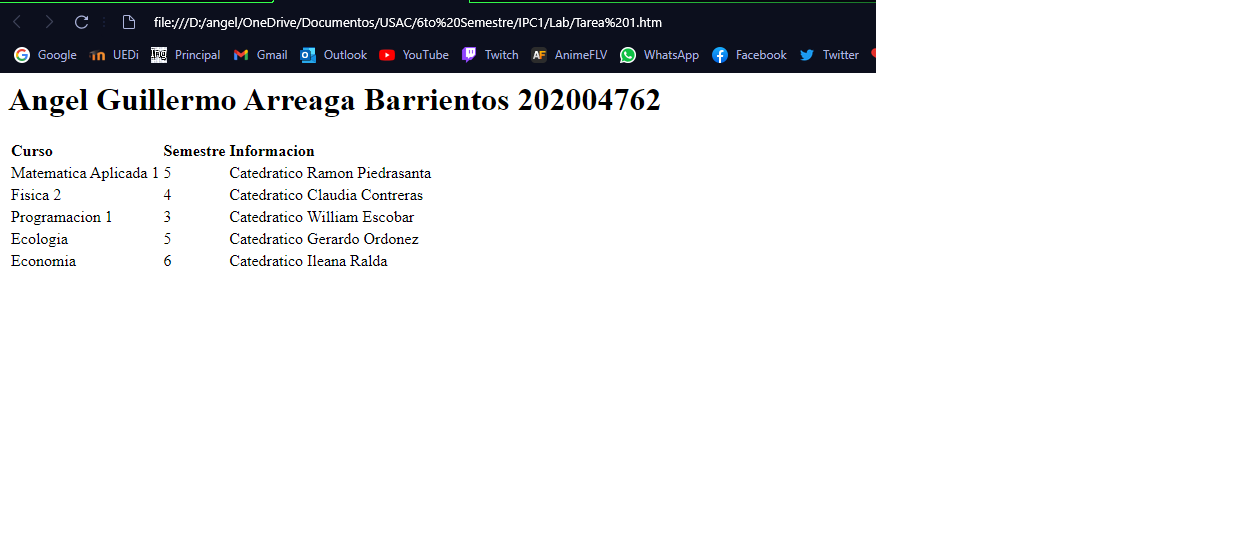 file:///D:/angel/OneDrive/Documentos/USAC/6to%20Semestre/IPC1/Lab/Tarea%201.htm
Google UEDi Principal Gmail Outlook YouTube Twitch AF AnimeFLV WhatsApp Facebook Twitter
Angel Guillermo Arreaga Barrientos 202004762
Curso Semestre Informacion
Matematica Aplicada 1 5 Catedratico Ramon Piedrasanta
Fisica 2 4 Catedratico Claudia Contreras
Programacion 1 3 Catedratico William Escobar
Ecologia 5 Catedratico Gerardo Ordonez
Economia 6 Catedratico Ileana Ralda